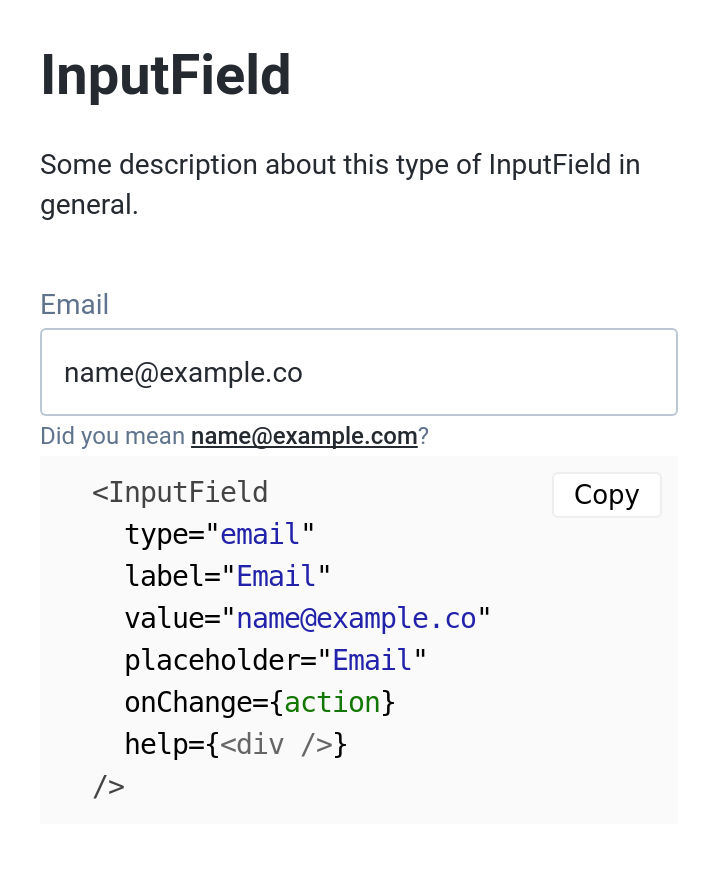 InputField
Some description about this type of InputField in
general.
Email
name@example.co
Did you mean name@example.com?
<InputField
Copy
type="email"
label="Email"
value="name@example.co"
placeholder="Email"
onChange={action}
help={<div />}
/>